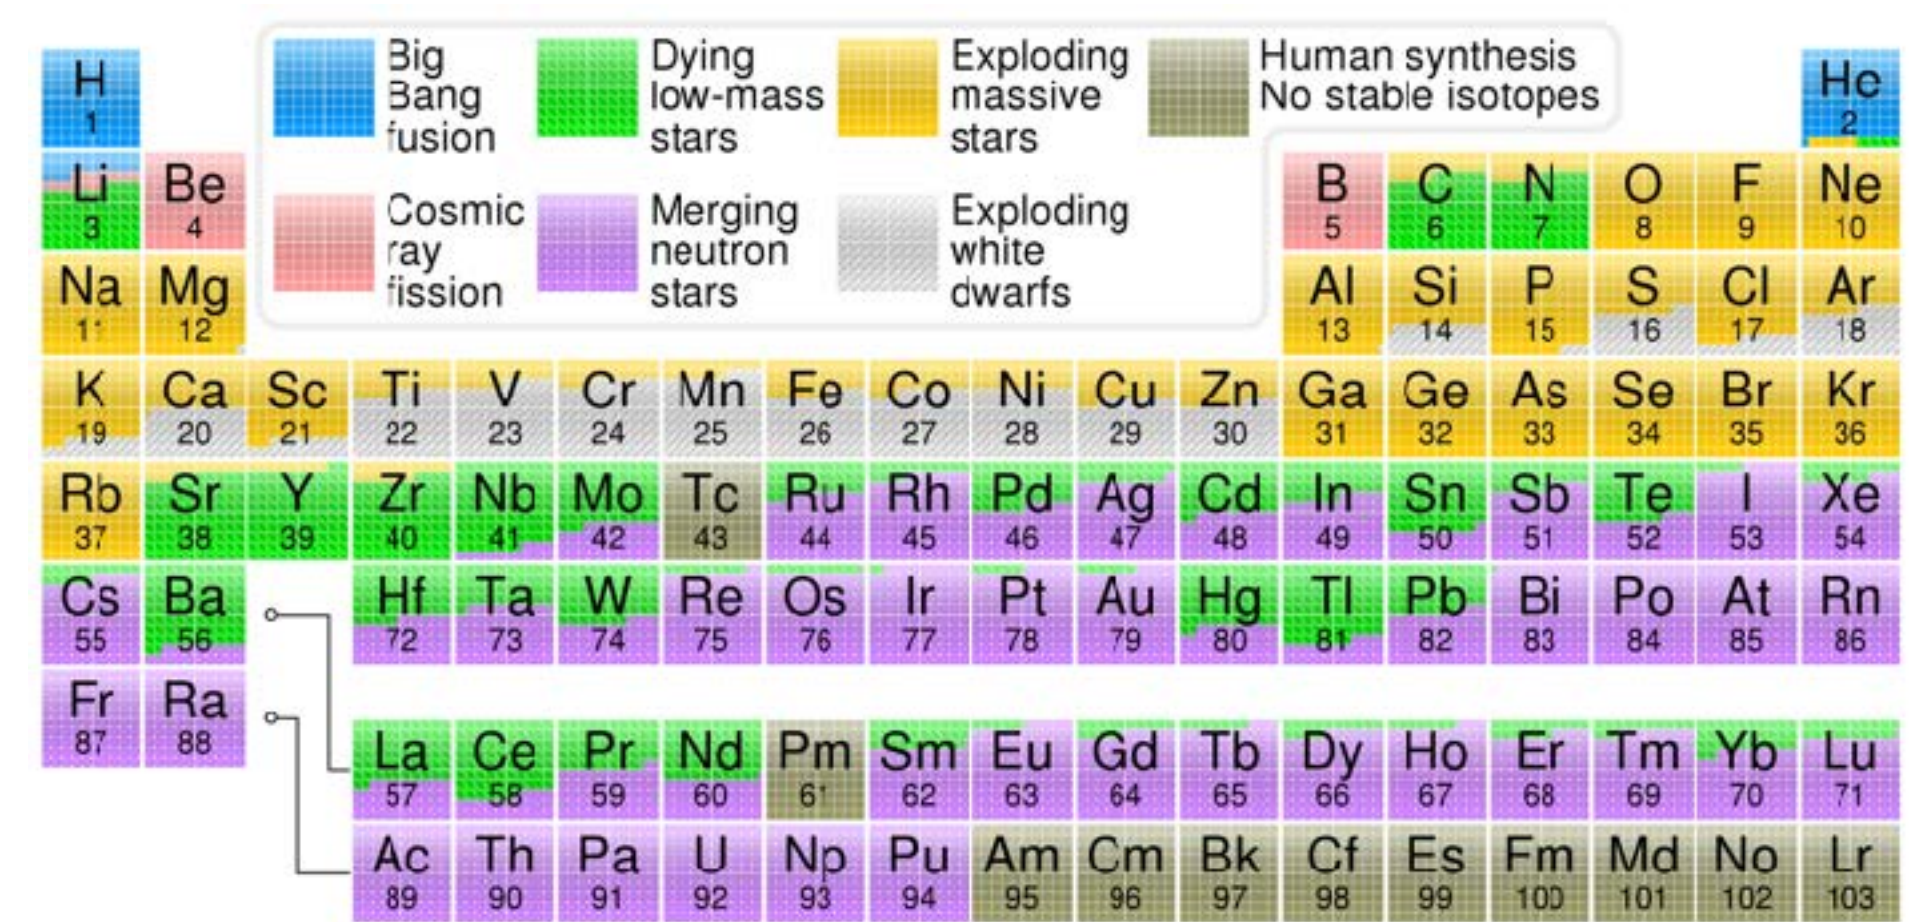 H
1
Big
Bang
fusion
Dying
low-mass
stars
Exploding
massive
stars
Human synthesis
No stable isotopes
He
2
Li
3
Be
4
Cosmic
ray
fission
Merging
neutron
stars
Exploding
white
dwarfs
B C N O F Ne
5 6 7 8 9 10
Na Mg
11 12
Al Si P S Cl Ar
13 14 15 16 17 18
K Ca Sc Ti V Cr Mn Fe Co Ni Cu Zn Ga Ge As Se Br Kr
19 20 21 22 23 24 25 26 27 28 29 30 31 32 33 34 35 36
Rb Sr Y Zr Nb Mo Tc Ru Rh Pd Ag Cd In Sn Sb Te I Xe
37 38 39 40 41 42 43 44 45 46 47 48 49 50 51 52 53 54
Cs Ba Hf Ta W Re Os Ir Pt Au Hg Tl Pb Bi Po At Rn
55 56 72 73 74 75 76 77 78 79 80 81 82 83 84 85 86
Fr Ra
87 88
La Ce Pr Nd Pm Sm Eu Gd Tb Dy Ho Er Tm Yb Lu
57 58 59 60 61 62 63 64 65 66 67 68 69 70 71
Ac Th Pa U Np Pu Am Cm Bk Cf Es Fm Md No Lr
89 90 91 92 93 94 95 96 97 98 99 100 101 102 103